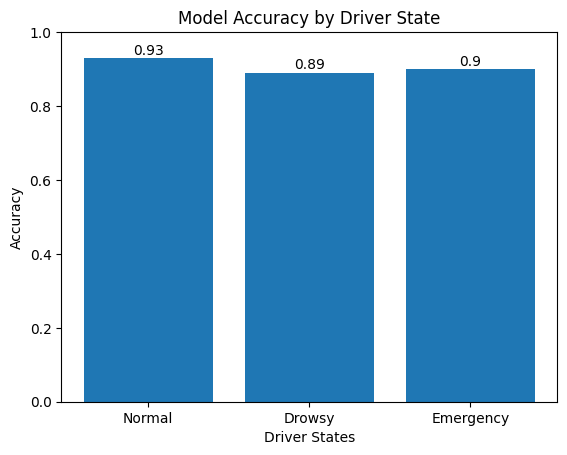 Model Accuracy by Driver State
1.0
0.8
0.6
0.4
0.2
0.0
Accuracy
0.93
0.89
0.9
Normal
Drowsy
Emergency
Driver States